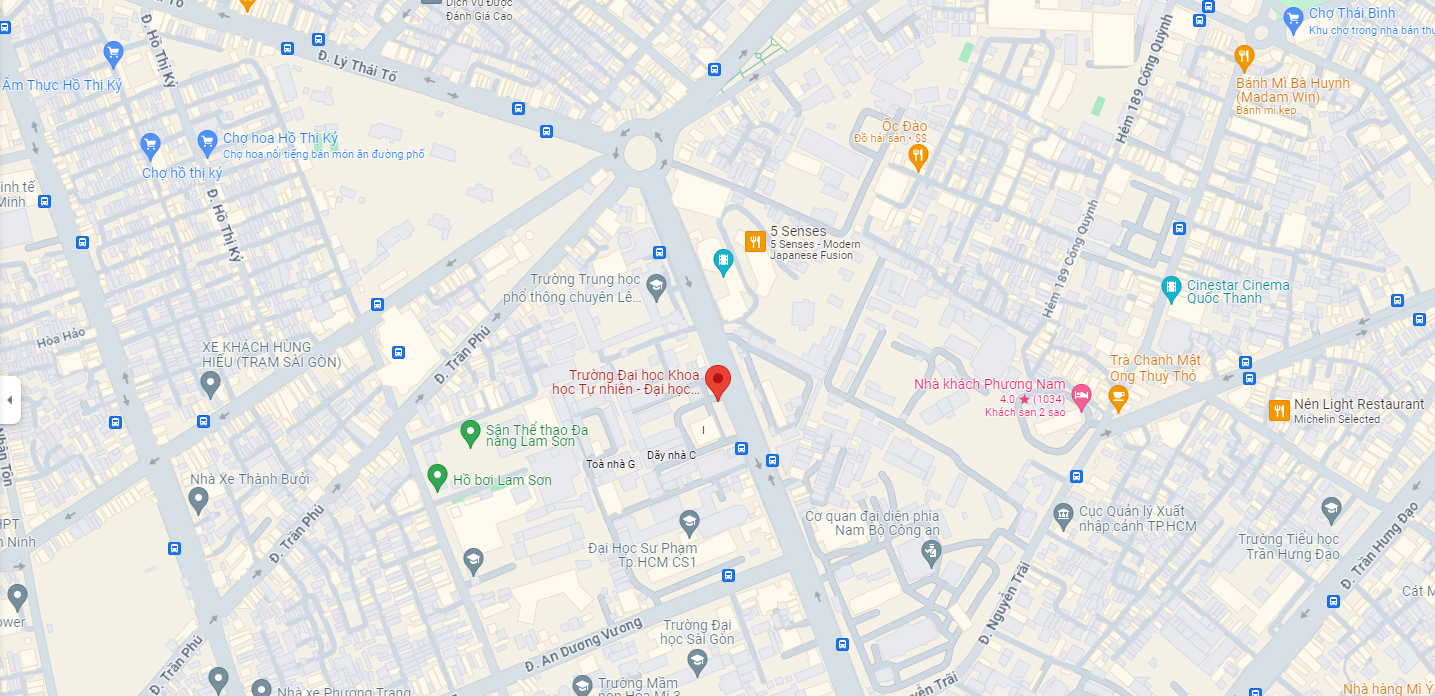 Dịch Vụ Được
Đánh Giá Cao
Đ. Hồ Thị Kỷ
Đ. Lý Thái Tổ
Ẩm Thực Hồ Thị Kỷ
Chợ hoa Hồ Thị Kỷ
Chợ hoa nổi tiếng bán món ăn đường phố
Chợ hồ thị kỷ
Đ. Hồ Thị Kỷ
inh tế
Minh
Hòa Hảo
XE KHÁCH HÙNG
HIẾU (TRẠM SÀI GÒN)
Đ. Trần Phú
Trường Trung học
phổ thông chuyên Lê...
5 Senses
5 Senses - Modern
Japanese Fusion
Ốc Đào
Đồ hải sản • $$
Hẻm 189 Cống Quỳnh
Chợ Thái Bình
Khu chợ trong nhà bán thự
Bánh Mì Bà Huynh
(Madam Win)
Bánh mì kẹp
Hẻm 189 Cống Quỳnh
Cinestar Cinema
Quốc Thanh
Trà Chanh Mật
Ong Thuỷ Thỏ
Nhà khách Phương Nam
4.0 ★ (1034)
Khách sạn 2 sao
Nén Light Restaurant
Michelin Selected
Trường Đại học Khoa
học Tự nhiên - Đại học...
I
Dãy nhà C
Toà nhà G
Sân Thể thao Đa
năng Lam Sơn
Hồ bơi Lam Sơn
Nhà Xe Thành Bưởi
Nhân Tôn
HPT
n Ninh
Đ. Trần Phú
Đại Học Sư Phạm
Tp.HCM CS1
Cơ quan đại diện phía
Nam Bộ Công an
Cục Quản lý Xuất
nhập cảnh TP.HCM
Trường Tiểu học
Trần Hưng Đạo
Đ. Trần Hưng Đạo
Đ. Nguyễn Trãi
Cát M
ower
Đ. An Dương Vương
Trường Đại
học Sài Gòn
Đ. Trần Phú
Nhà xe Phương Trang
Trường Mầm
non Họa Mi 3
guyễn Trãi
Nhà hàng Mì Ý